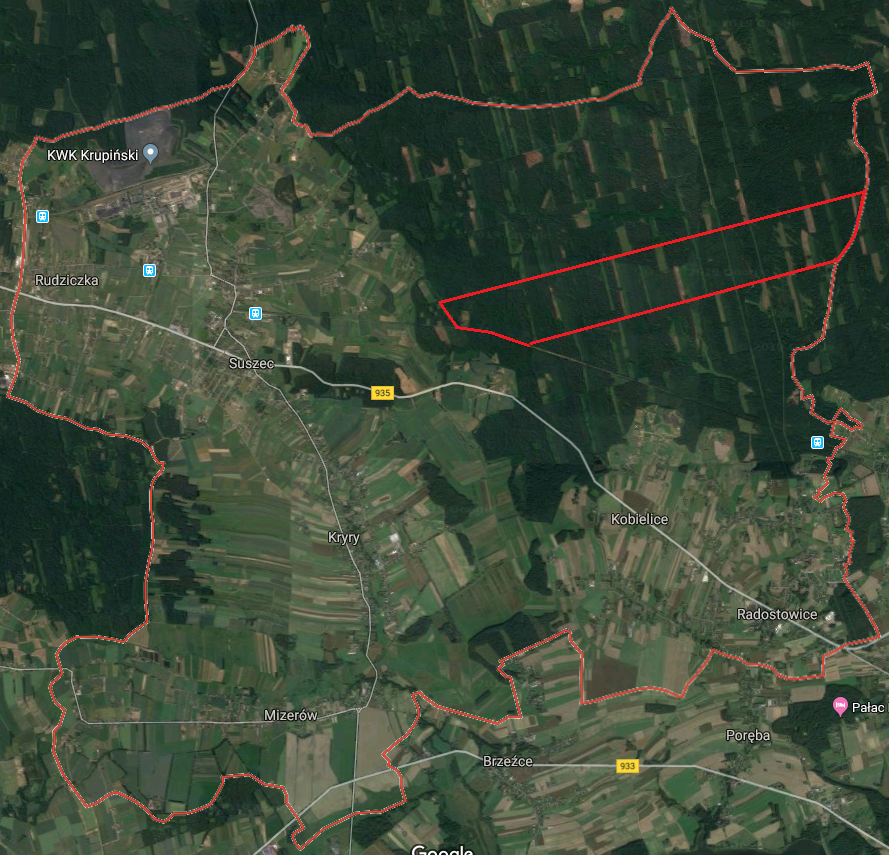 KWK Krupiński
Rudziczka
Suszec
935
Kryry
Kobielice
Radostowice
Mizerów
Pałac
Poręba
Brzeźce
933
Google